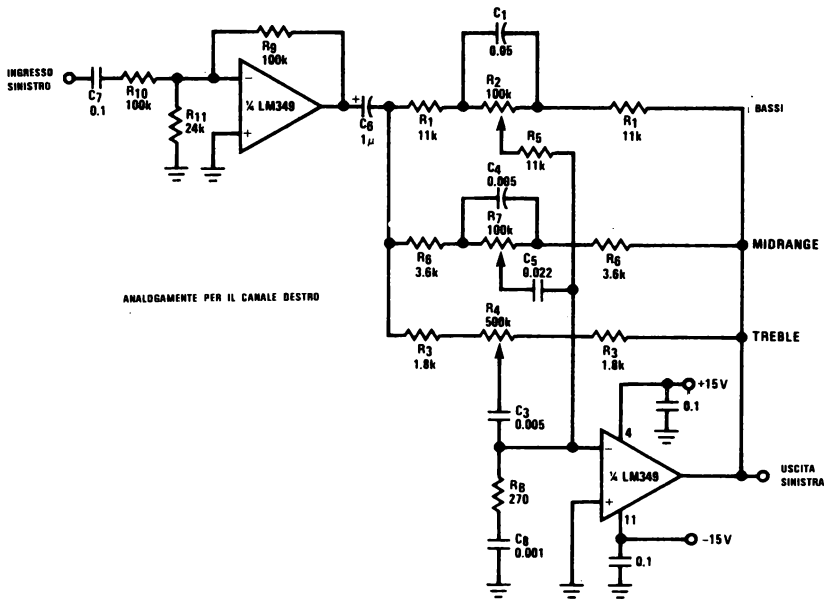 C1
0.05
R9
100k
INGRESSO
SINISTRO
C7
0.1
R10
100k
R11
24k
−
+
¼ LM349
+
C6
1μ
R1
11k
R2
100k
R1
11k
BASSI
R5
11k
C4
0.005
R7
100k
R6
3.6k
C5
0.022
R6
3.6k
MIDRANGE
ANALOGAMENTE PER IL CANALE DESTRO
R4
500k
R3
1.8k
R3
1.8k
TREBLE
C3
0.005
+15V
0.1
4
−
+
¼ LM349
11
USCITA
SINISTRA
R8
270
C8
0.001
−15V
0.1